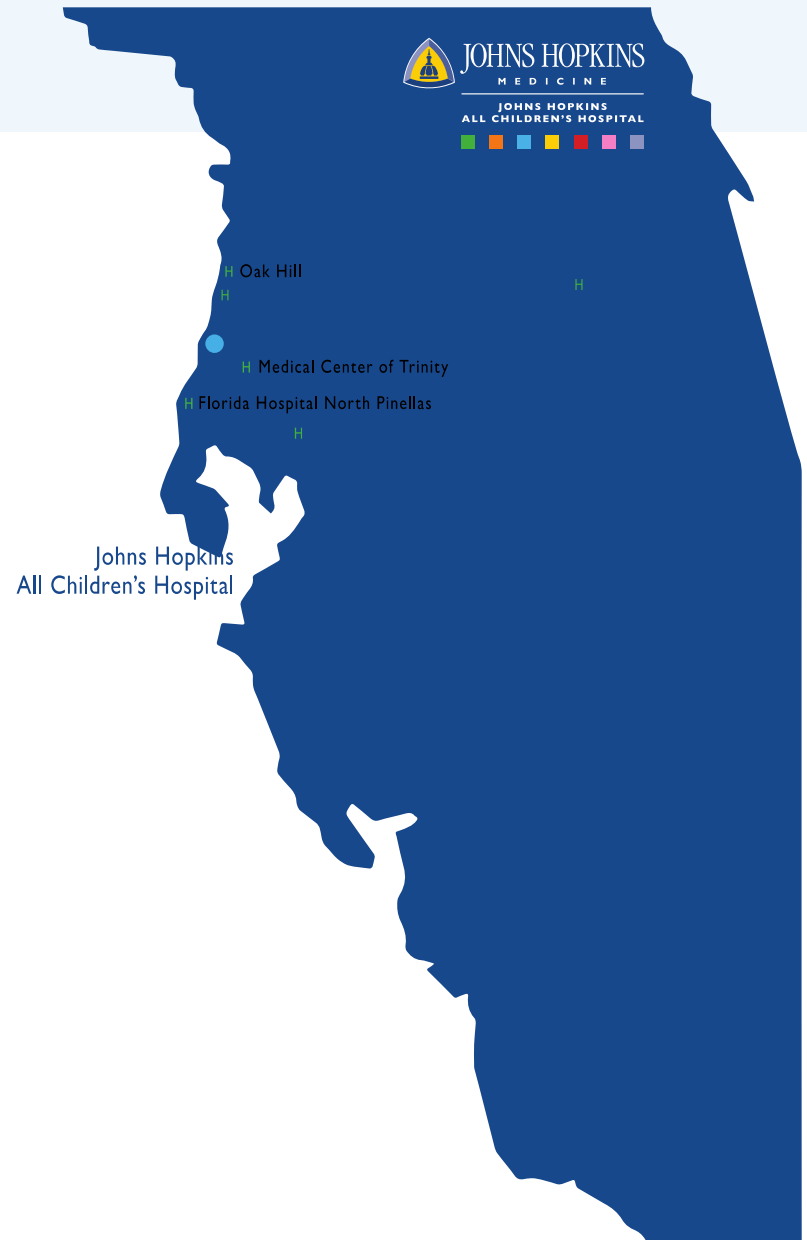 JOHNS HOPKINS
MEDICINE
JOHNS HOPKINS
ALL CHILDREN'S HOSPITAL
H Oak Hill
H
H
H Medical Center of Trinity
H Florida Hospital North Pinellas
H
Johns Hopkins
All Children's Hospital